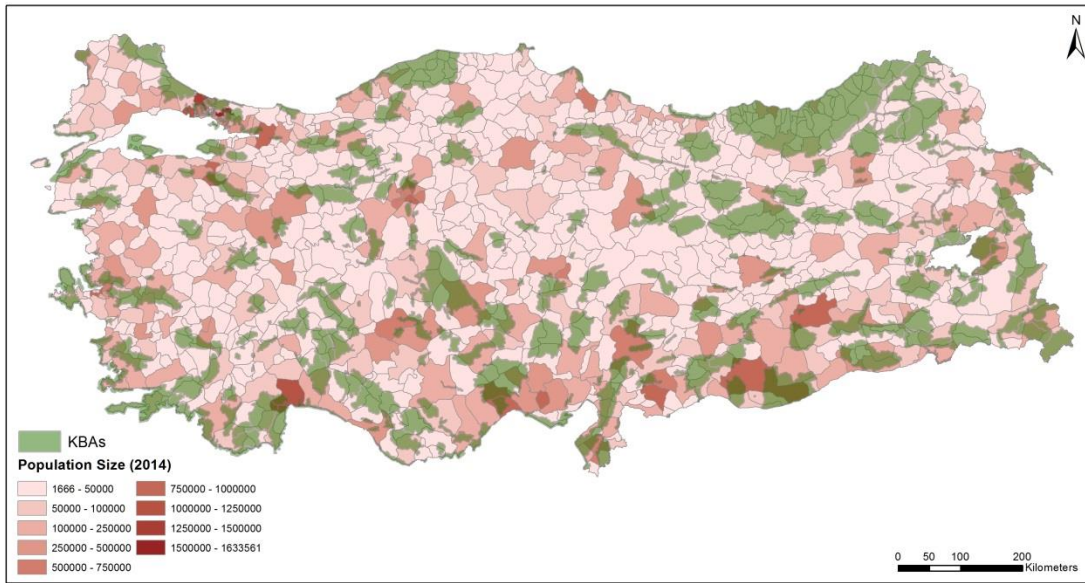 N
KBAs
Population Size (2014)
1666 - 50000
50000 - 100000
100000 - 250000
250000 - 500000
500000 - 750000
750000 - 1000000
1000000 - 1250000
1250000 - 1500000
1500000 - 1633561
0 50 100 200
Kilometers